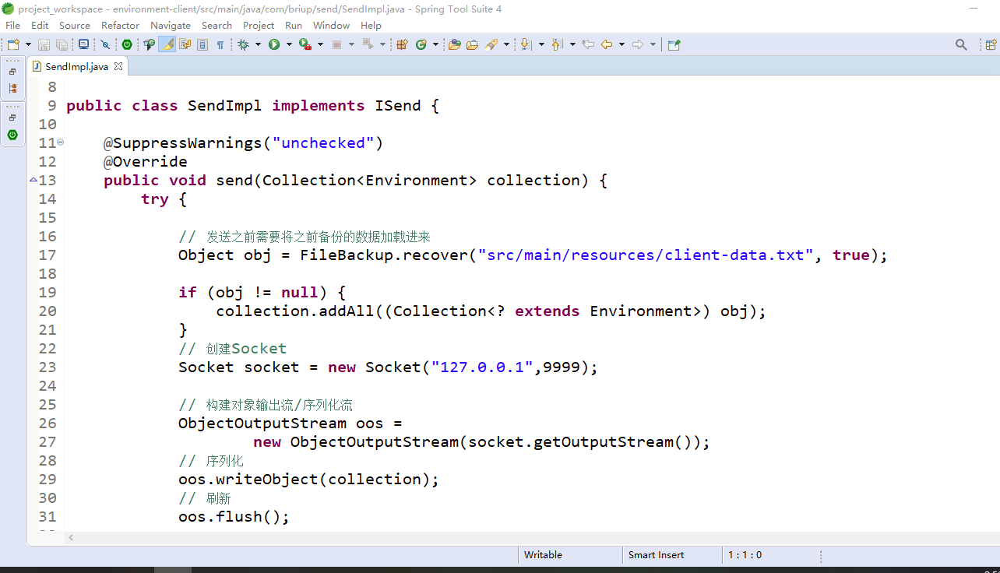 project_workspace - environment-client/src/main/java/com/briup/send/SendImpl.java - Spring Tool Suite 4
File Edit Source Refactor Navigate Search Project Run Window Help
SendImpl.java
8
9 public class SendImpl implements ISend {
10
11 @SuppressWarnings("unchecked")
12 @Override
13 public void send(Collection<Environment> collection) {
14 try {
15
16 // 发送之前需要将之前备份的数据加载进来
17 Object obj = FileBackup.recover("src/main/resources/client-data.txt", true);
18
19 if (obj != null) {
20 collection.addAll((Collection<? extends Environment>) obj);
21 }
22 // 创建Socket
23 Socket socket = new Socket("127.0.0.1",9999);
24
25 // 构建对象输出流/序列化流
26 ObjectOutputStream oos =
27 new ObjectOutputStream(socket.getOutputStream());
28 // 序列化
29 oos.writeObject(collection);
30 // 刷新
31 oos.flush();
Writable Smart Insert 1 : 1 : 0